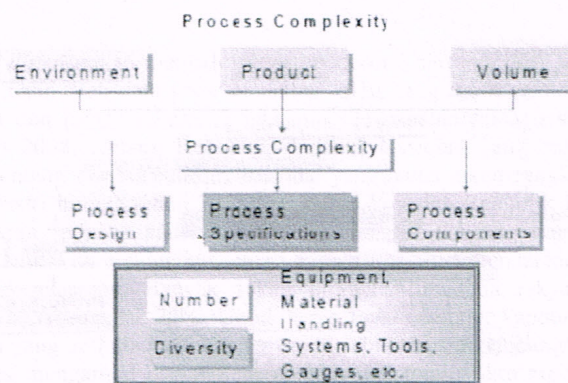 Process Complexity
Environment
Product
Volume
Process Complexity
Process
Design
Process
Specifications
Process
Components
Number
Diversity
Equipment,
Material
Handling
Systems, Tools,
Gauges, etc.